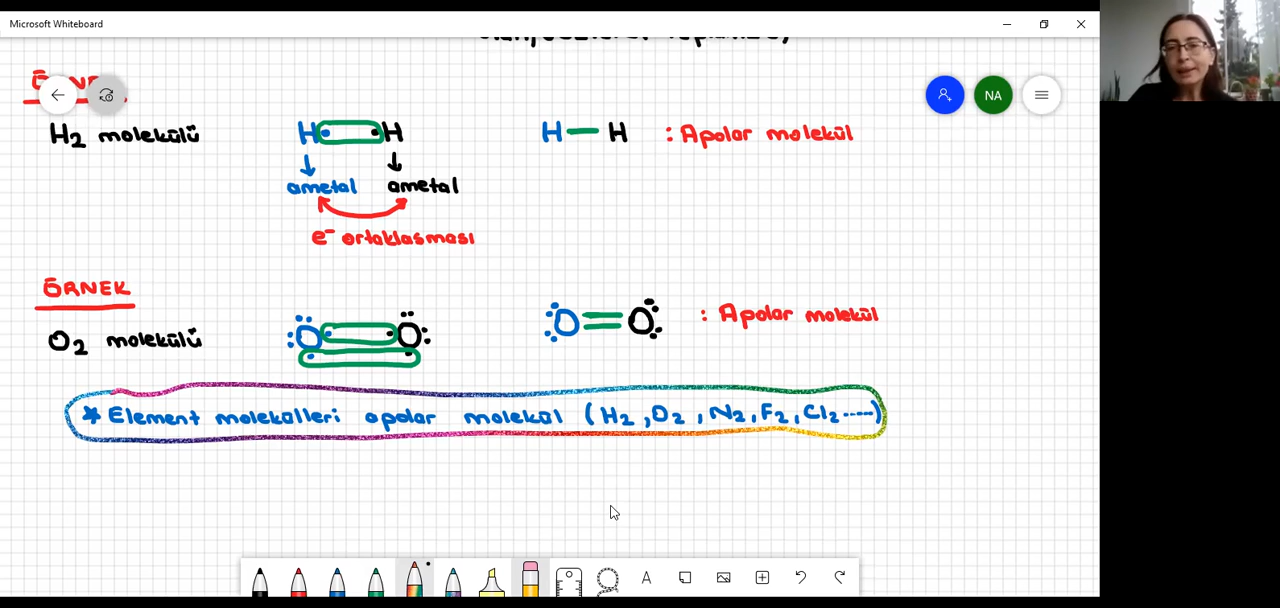 Microsoft Whiteboard
NA
H2 molekülü
H H
ametal ametal
e- ortaklaşması
H — H : Apolar molekül
ÖRNEK
O2 molekülü
O O
O = O : Apolar molekül
* Element molekülleri apolar molekül (H2, O2, N2, F2, Cl2.....)
A